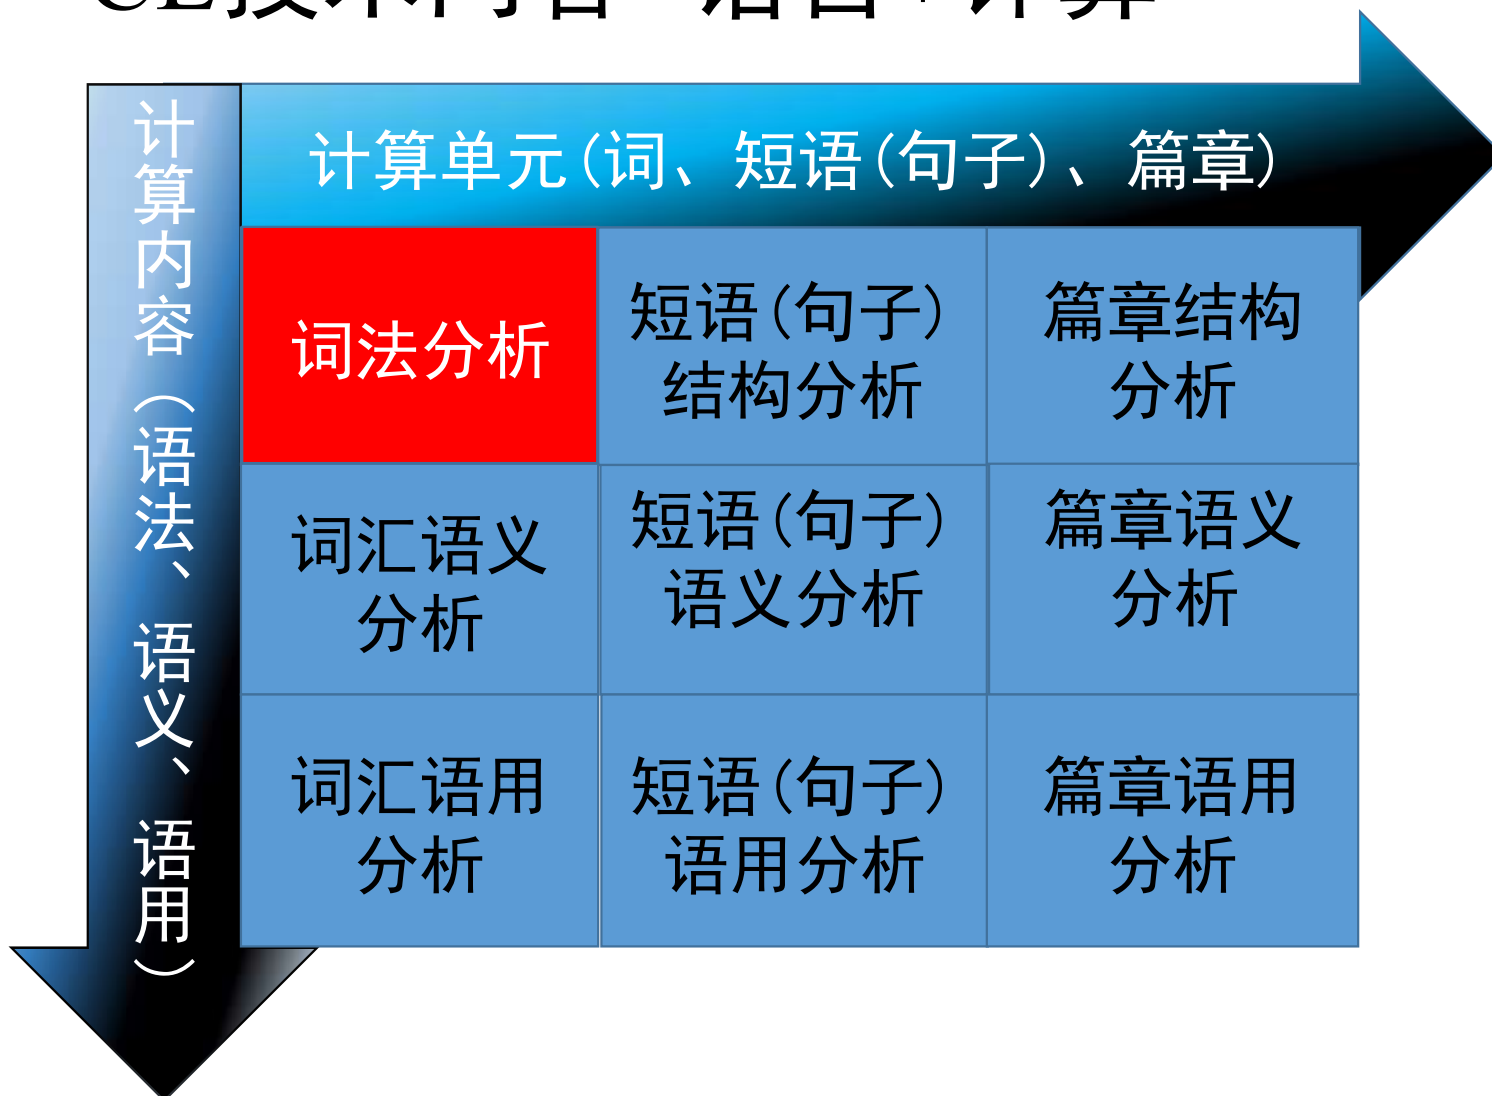 计算单元(词、短语(句子)、篇章)
计算内容（语法、语义、语用）
词法分析
短语(句子)
结构分析
篇章结构
分析
词汇语义
分析
短语(句子)
语义分析
篇章语义
分析
词汇语用
分析
短语(句子)
语用分析
篇章语用
分析